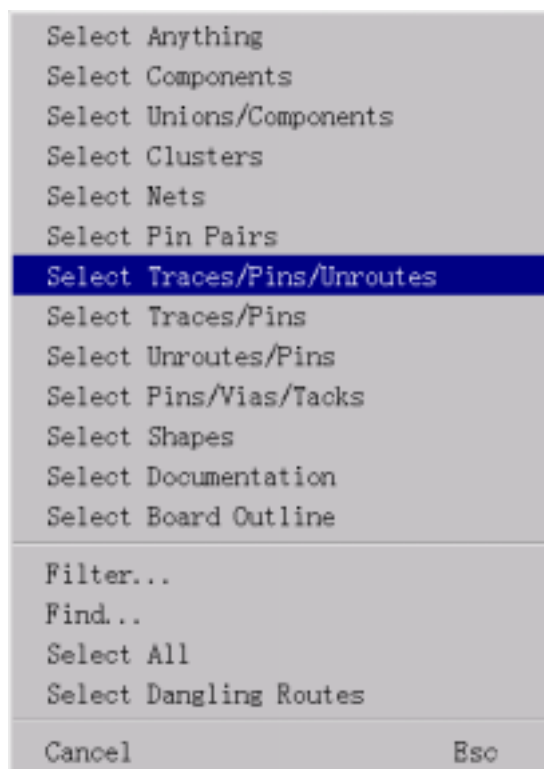 Select Anything
Select Components
Select Unions/Components
Select Clusters
Select Nets
Select Pin Pairs
Select Traces/Pins/Unroutes
Select Traces/Pins
Select Unroutes/Pins
Select Pins/Vias/Tacks
Select Shapes
Select Documentation
Select Board Outline
Filter...
Find...
Select All
Select Dangling Routes
Cancel Esc